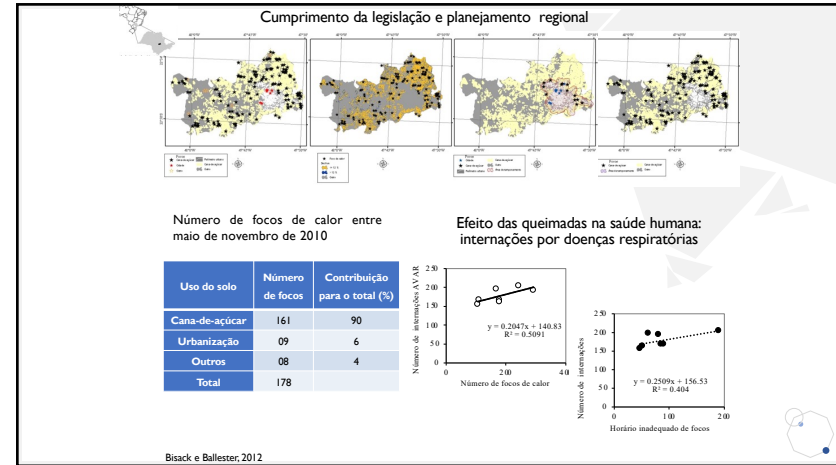 Cumprimento da legislação e planejamento regional
Número de focos de calor entre
maio de novembro de 2010
Uso do solo
Número
de focos
Contribuição
para o total (%)
Cana-de-açúcar 161 90
Urbanização 09 6
Outros 08 4
Total 178
Efeito das queimadas na saúde humana:
internações por doenças respiratórias
Número de internações AVAR
250
200
150
100
50
0
y = 0.2047x + 140.83
R² = 0.5091
0 200 400
Número de focos de calor
Número de internações
250
200
150
100
50
0
y = 0.2509x + 156.53
R² = 0.404
0 100 200
Horário inadequado de focos
Bisack e Ballester, 2012